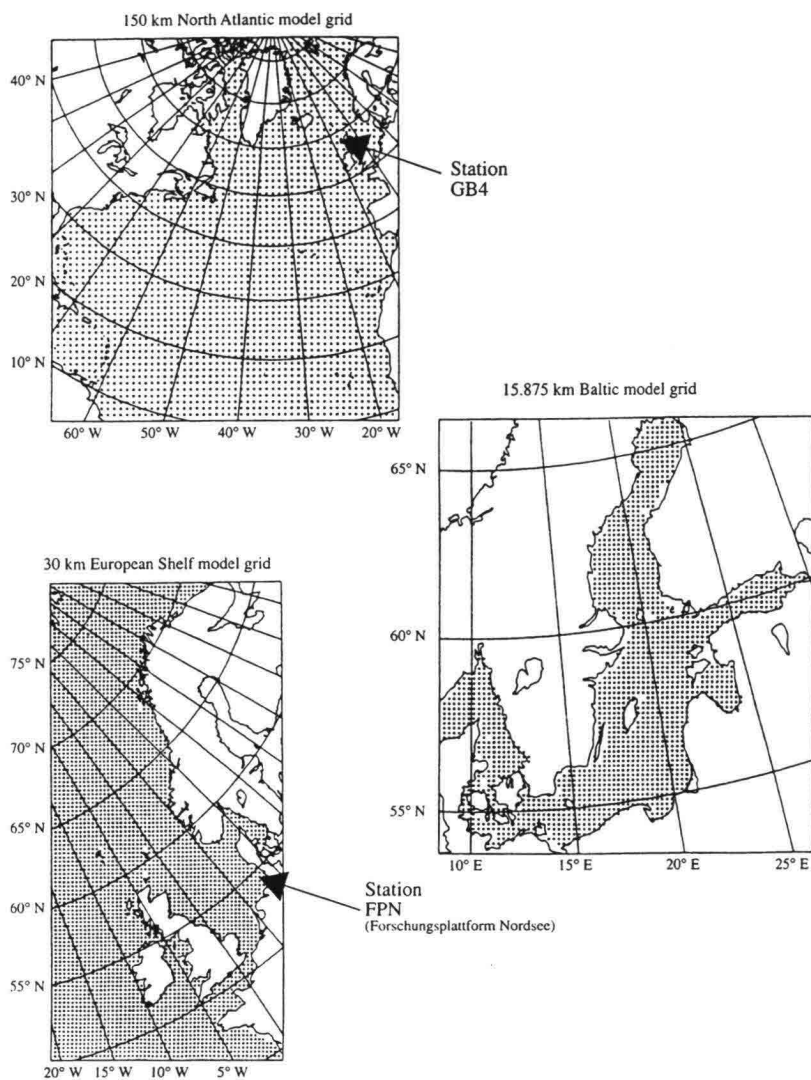 150 km North Atlantic model grid
40° N
30° N
20° N
10° N
60° W 50° W 40° W 30° W 20° W
Station
GB4
15.875 km Baltic model grid
65° N
60° N
55° N
10° E 15° E 20° E 25° E
30 km European Shelf model grid
75° N
70° N
65° N
60° N
55° N
20° W 15° W 10° W 5° W
Station
FPN
(Forschungsplattform Nordsee)